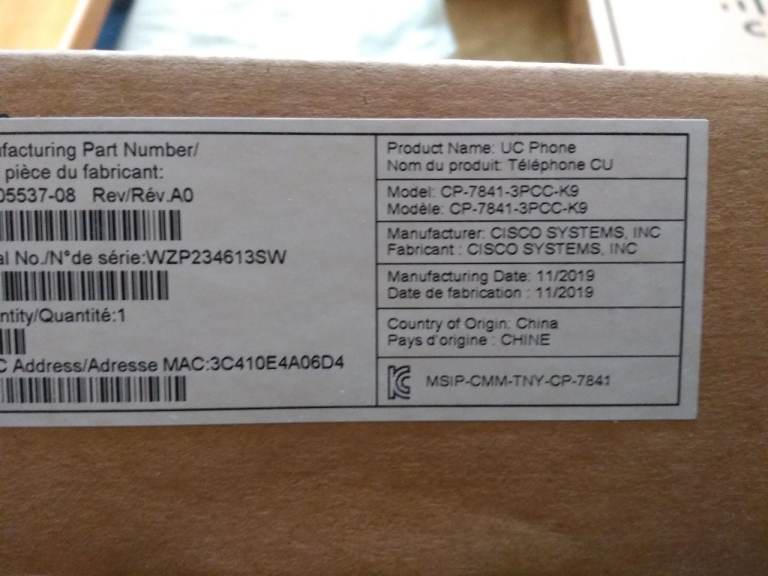 ufacturing Part Number/
pièce du fabricant:
05537-08 Rev/Rév.A0
al No./N°de série:WZP234613SW
ntity/Quantité:1
C Address/Adresse MAC:3C410E4A06D4
Product Name: UC Phone
Nom du produit: Téléphone CU
Model: CP-7841-3PCC-K9
Modèle: CP-7841-3PCC-K9
Manufacturer: CISCO SYSTEMS, INC
Fabricant : CISCO SYSTEMS, INC
Manufacturing Date: 11/2019
Date de fabrication : 11/2019
Country of Origin: China
Pays d'origine : CHINE
MSIP-CMM-TNY-CP-7841